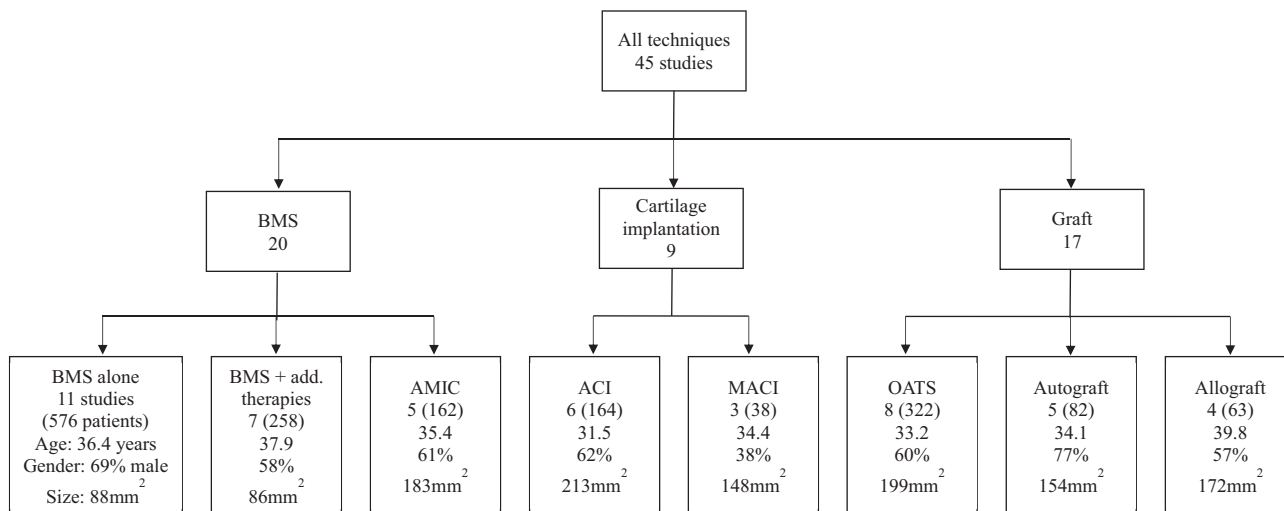 All techniques
45 studies
BMS
20
Cartilage
implantation
9
Graft
17
BMS alone
11 studies
(576 patients)
Age: 36.4 years
Gender: 69% male
Size: 88mm²
BMS + add.
therapies
7 (258)
37.9
58%
86mm²
AMIC
5 (162)
35.4
61%
183mm²
ACI
6 (164)
31.5
62%
213mm²
MACI
3 (38)
34.4
38%
148mm²
OATS
8 (322)
33.2
60%
199mm²
Autograft
5 (82)
34.1
77%
154mm²
Allograft
4 (63)
39.8
57%
172mm²